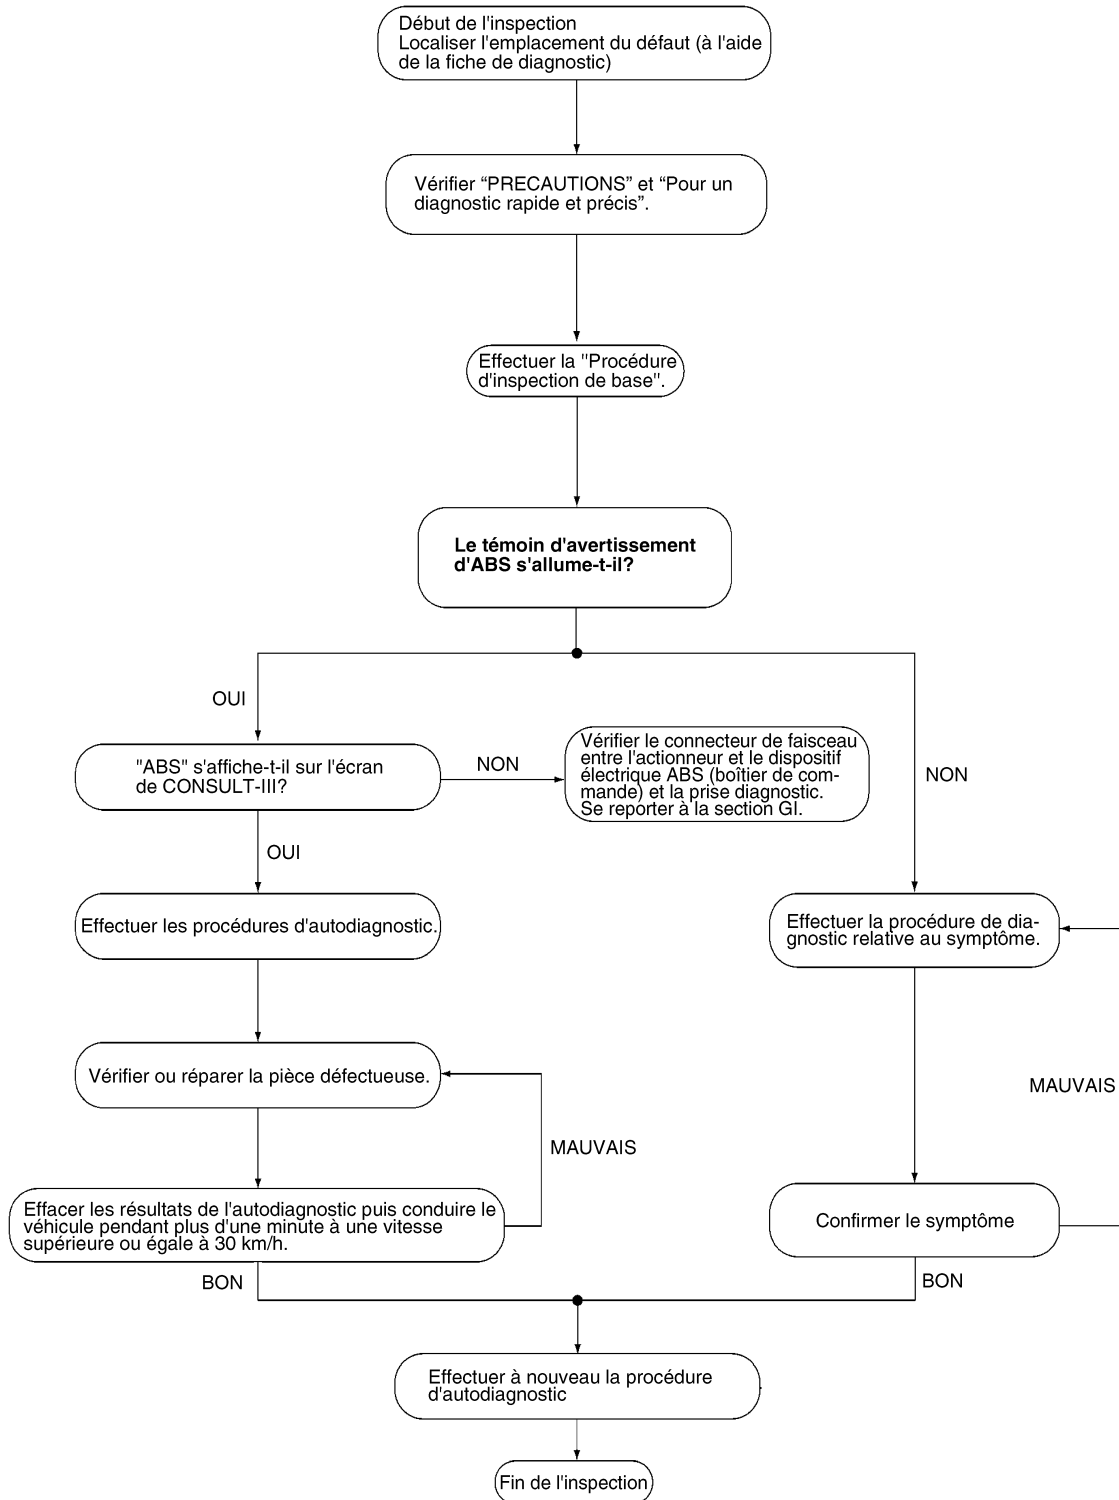 Début de l'inspection
Localiser l'emplacement du défaut (à l'aide
de la fiche de diagnostic)
Vérifier “PRECAUTIONS” et “Pour un
diagnostic rapide et précis”.
Effectuer la "Procédure
d'inspection de base".
Le témoin d'avertissement
d'ABS s'allume-t-il?
OUI
"ABS" s'affiche-t-il sur l'écran
de CONSULT-III?
NON
Vérifier le connecteur de faisceau
entre l'actionneur et le dispositif
électrique ABS (boîtier de com-
mande) et la prise diagnostic.
Se reporter à la section GI.
NON
OUI
Effectuer les procédures d'autodiagnostic.
Effectuer la procédure de dia-
gnostic relative au symptôme.
Vérifier ou réparer la pièce défectueuse.
MAUVAIS
MAUVAIS
Effacer les résultats de l'autodiagnostic puis conduire le
véhicule pendant plus d'une minute à une vitesse
supérieure ou égale à 30 km/h.
Confirmer le symptôme
BON
BON
Effectuer à nouveau la procédure
d'autodiagnostic
Fin de l'inspection